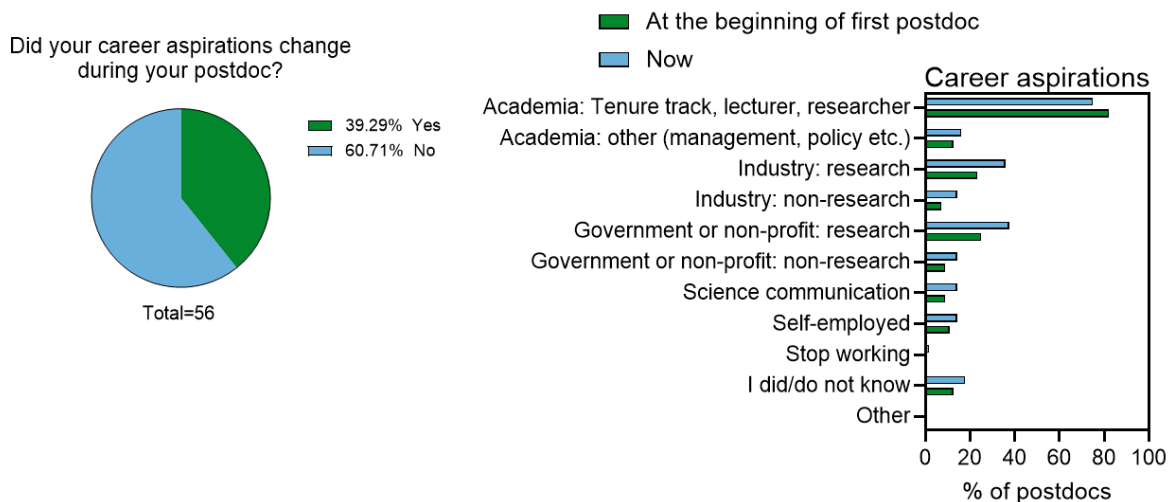 Did your career aspirations change
during your postdoc?
39.29% Yes
60.71% No
Total=56
At the beginning of first postdoc
Now
Career aspirations
Academia: Tenure track, lecturer, researcher
Academia: other (management, policy etc.)
Industry: research
Industry: non-research
Government or non-profit: research
Government or non-profit: non-research
Science communication
Self-employed
Stop working
I did/do not know
Other
0 20 40 60 80 100
% of postdocs